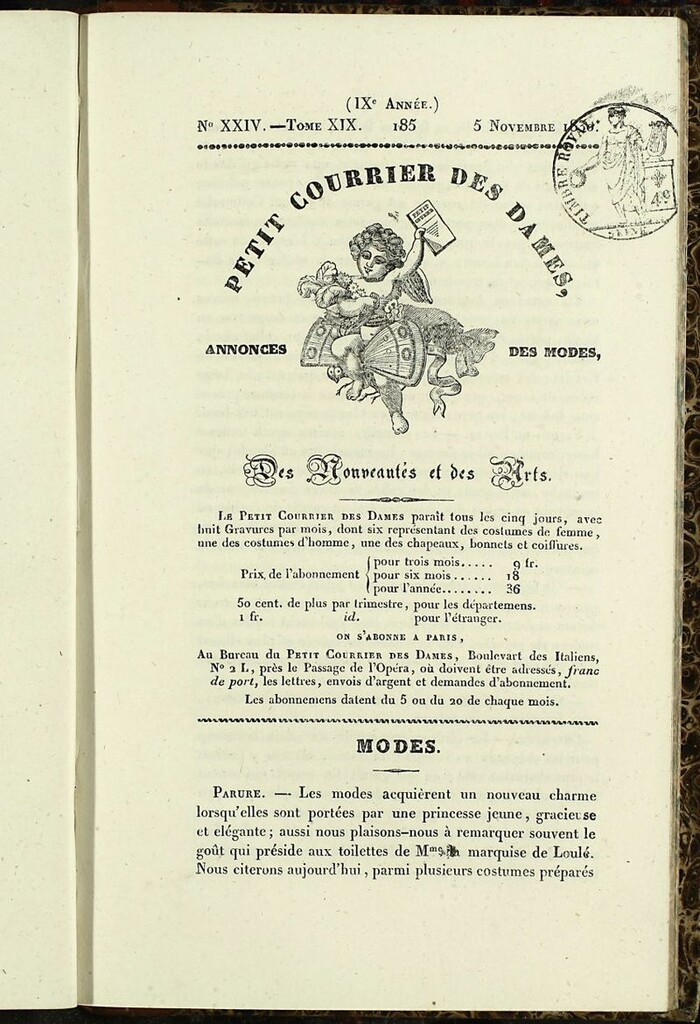 (IXe Année.)
No XXIV. —Tome XIX. 185 5 Novembre
TIMBRE ROYAL.
4c
SEINE
PETIT COURRIER DES DAMES,
PETIT
ANNONCES DES MODES,
Des Nouveautés et des Arts.
Le Petit Courrier des Dames paraît tous les cinq jours, avec
huit Gravures par mois, dont six représentant des costumes de femme,
une des costumes d'homme, une des chapeaux, bonnets et coiffures.
pour trois mois..... 9 fr.
Prix de l'abonnement pour six mois...... 18
pour l'année........ 36
50 cent. de plus par trimestre, pour les départemens.
1 fr. id. pour l'étranger.
ON S'ABONNE A PARIS,
Au Bureau du Petit Courrier des Dames, Boulevart des Italiens,
No 2 L, près le Passage de l'Opéra, où doivent être adressés, franc
de port, les lettres, envois d'argent et demandes d'abonnement.
Les abonnemens datent du 5 ou du 20 de chaque mois.
MODES.
Parure. — Les modes acquièrent un nouveau charme
lorsqu'elles sont portées par une princesse jeune, gracieuse
et élégante; aussi nous plaisons-nous à remarquer souvent le
goût qui préside aux toilettes de Mme la marquise de Loulé.
Nous citerons aujourd'hui, parmi plusieurs costumes préparés